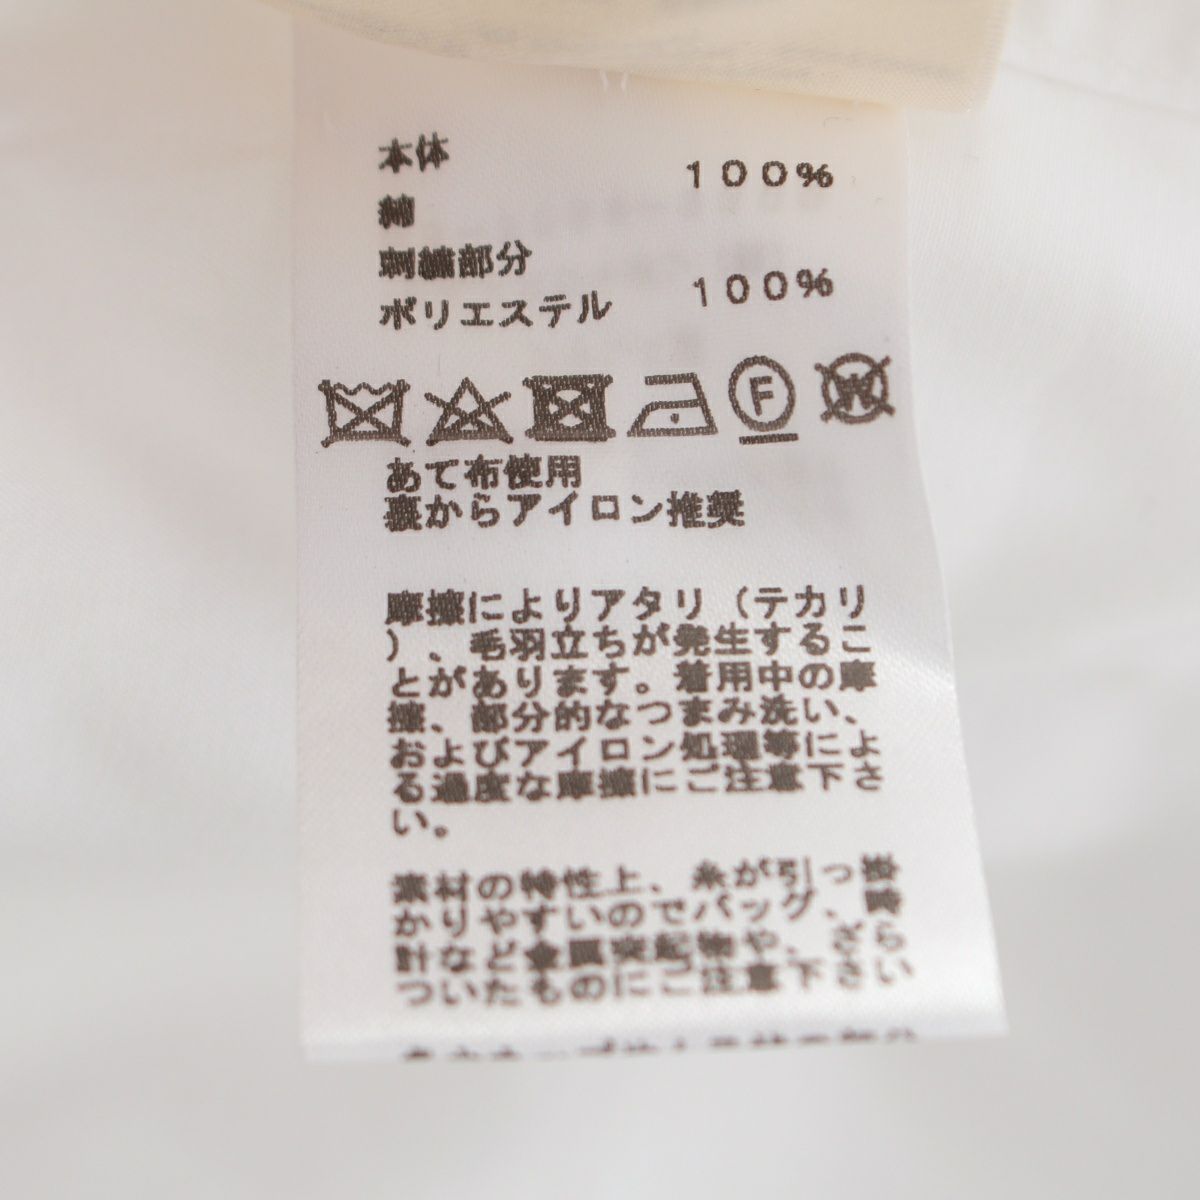 本体
100%
綿
刺繍部分
ポリエステル 100%
F
W
あて布使用
裏からアイロン推奨
摩擦によりアタリ（テカリ
）、毛羽立ちが発生するこ
とがあります。着用中の摩
擦、部分的なつまみ洗い、
およびアイロン処理等によ
る過度な摩擦にご注意下さ
い。
素材の特性上、糸が引っ掛
かりやすいのでバッグ、時
計など金属突起物や、ざら
ついたものにご注意下さい